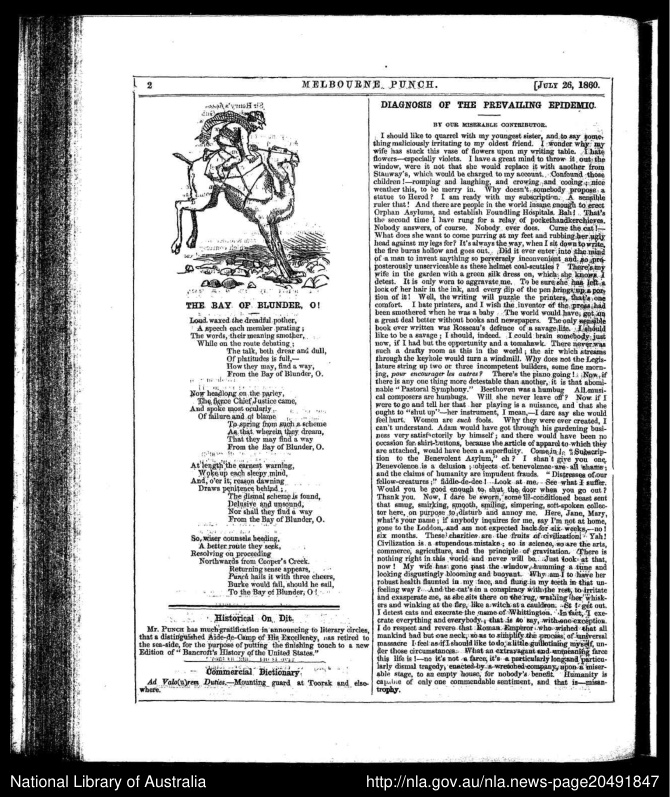 2
MELBOURNE PUNCH.
[JULY 26, 1860.
THE BAY OF BLUNDER, O!
Loud waxed the dreadful pother,
A speech each member prating;
The words, their meaning smother,
While on the route debating;
The talk, both drear and dull,
Of platitudes is full,—
How they may find, a way,
From the Bay of Blunder, O.
Now headlong on the parley,
The fierce Chief Justice came,
And spoke most ocularly
Of failure and of blame
To spring from such a scheme
As that wherein they dream,
That they may find a way
From the Bay of Blunder, O.
At length the earnest warning,
Woke up each sleepy mind,
And, o'er it, reason dawning
Draws penitence behind;
The dismal scheme is found,
Delusive and unsound,
Nor shall they find a way
From the Bay of Blunder, O.
So, wiser counsels heeding,
A better route they seek,
Resolving on proceeding
Northwards from Cooper's Creek.
Returning sense appears,
Punch hails it with three cheers,
Burke would fail, should he sail,
To the Bay of Blunder, O!
Historical On Dit.
Mr. PUNCH has much gratification in announcing to literary circles,
that a distinguished Aide-de-Camp of His Excellency, has retired to
the sea-side, for the purpose of putting the finishing touch to a new
Edition of "Bancroft's History of the United States."
Commercial Dictionary.
Ad Valo(u)rem Duties.—Mounting guard at Toorak and else-
where.
DIAGNOSIS OF THE PREVAILING EPIDEMIC.
BY OUR MISERABLE CONTRIBUTOR.
I should like to quarrel with my youngest sister, and to say some-
thing maliciously irritating to my oldest friend. I wonder why my
wife has stuck this vase of flowers upon my writing table. I hate
flowers—especially violets. I have a great mind to throw it out the
window, were it not that she would replace it with another from
Stanway's, which would be charged to my account. Confound those
children!—romping and laughing, and crowing and cooing; nice
weather this, to be merry in. Why doesn't somebody propose a
statue to Herod? I am ready with my subscription. A sensible
ruler that! And there are people in the world insane enough to erect
Orphan Asylums, and establish Foundling Hospitals. Bah! That's
the second time I have rung for a relay of pockethandkerchieves.
Nobody answers, of course. Nobody ever does. Curse the cat!—
What does she want to come purring at my feet and rubbing her ugly
head against my legs for? It's always the way, when I sit down to write,
the fire burns hollow and goes out. Did it ever enter into the mind
of a man to invent anything so perversely inconvenient and so pre-
posterously unserviceable as these helmet coal-scuttles? There's my
wife in the garden with a green silk dress on, which she knows I
detest. It is only worn to aggravate me. To be sure she has left a
lock of her hair in the ink, and every dip of the pen brings up a por-
tion of it! Well, the writing will puzzle the printers, that's one
comfort. I hate printers, and I wish the inventor of the press had
been smothered when he was a baby. The world would have got on
a great deal better without books and newspapers. The only sensible
book ever written was Rosseau's defence of a savage life. I should
like to be a savage; I should, indeed. I could brain somebody just
now, if I had but the opportunity and a tomahawk. There never was
such a drafty room as this in the world; the air which streams
through the keyhole would turn a windmill. Why does not the Legis-
lature string up two or three incompetent builders, some fine morn-
ing, pour encourager les autres? There's the piano going! Now, if
there is any one thing more detestable than another, it is that abomi-
nable "Pastoral Symphony." Beethoven was a humbug. All musi-
cal composers are humbugs. Will she never leave off? Now if I
were to go and tell her that her playing is a nuisance, and that she
ought to "shut up"—her instrument, I mean,—I dare say she would
feel hurt. Women are such fools. Why they were ever created, I
can't understand. Adam would have got through his gardening busi-
ness very satisfactorily by himself; and there would have been no
occasion for shirt-buttons, because the article of apparel to which they
are attached, would have been a superfluity. Come in! "Subscrip-
tion to the Benevolent Asylum," eh? I shan't give you one.
Benevolence is a delusion; objects of benevolence are all shams;
and the claims of humanity are impudent frauds. "Distresses of our
fellow-creatures;" fiddle-de-dee! Look at me. See what I suffer.
Would you be good enough to shut the door when you go out?
Thank you. Now, I dare be sworn, some ill-conditioned beast sent
that smug, smirking, smooth, smiling, simpering, soft-spoken collec-
tor here, on purpose to disturb and annoy me. Here, Jane, Mary,
what's your name; if anybody inquires for me, say I'm not at home,
gone to the Loddon, and am not expected back for six weeks,—no!
six months. These charities are the fruits of civilization! Yah!
Civilization is a stupendous mistake; so is science, so are the arts,
commerce, agriculture, and the principle of gravitation. There is
nothing right in this world and never will be. Just look at that,
now! My wife has gone past the window, humming a tune and
looking disgustingly blooming and buoyant. Why am I to have her
robust health flaunted in my face, and flung in my teeth in that un-
feeling way? And the cat's in a conspiracy with the rest, to irritate
and exasperate me, as she sits there on the rug, washing her whisk-
ers and winking at the fire, like a witch at a cauldron. St! get out.
I detest cats and execrate the name of Whittington. In fact, I exe-
crate everything and everybody, that is to say, with one exception.
I do respect and revere that Roman Emperor who wished that all
mankind had but one neck, so as to simplify the process of universal
massacre. I feel as if I should like to do a little guillotining myself, un-
der those circumstances. What an extravagant and unmeaning farce
this life is!—no it's not a farce, it's a particularly long and particu-
larly dismal tragedy, enacted by a wretched company, upon a miser-
able stage, to an empty house, for nobody's benefit. Humanity is
capable of only one commendable sentiment, and that is—misan-
trophy.
National Library of Australia
http://nla.gov.au/nla.news-page20491847